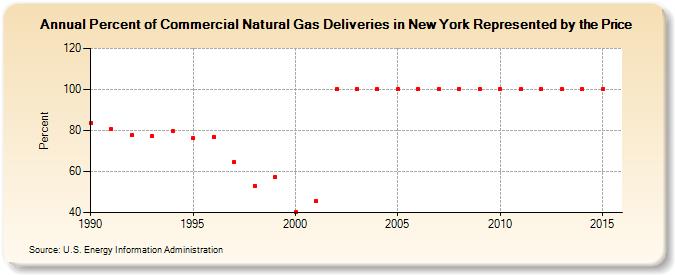 Annual Percent of Commercial Natural Gas Deliveries in New York Represented by the Price
Percent
120
100
80
60
40
1990 1995 2000 2005 2010 2015
Source: U.S. Energy Information Administration